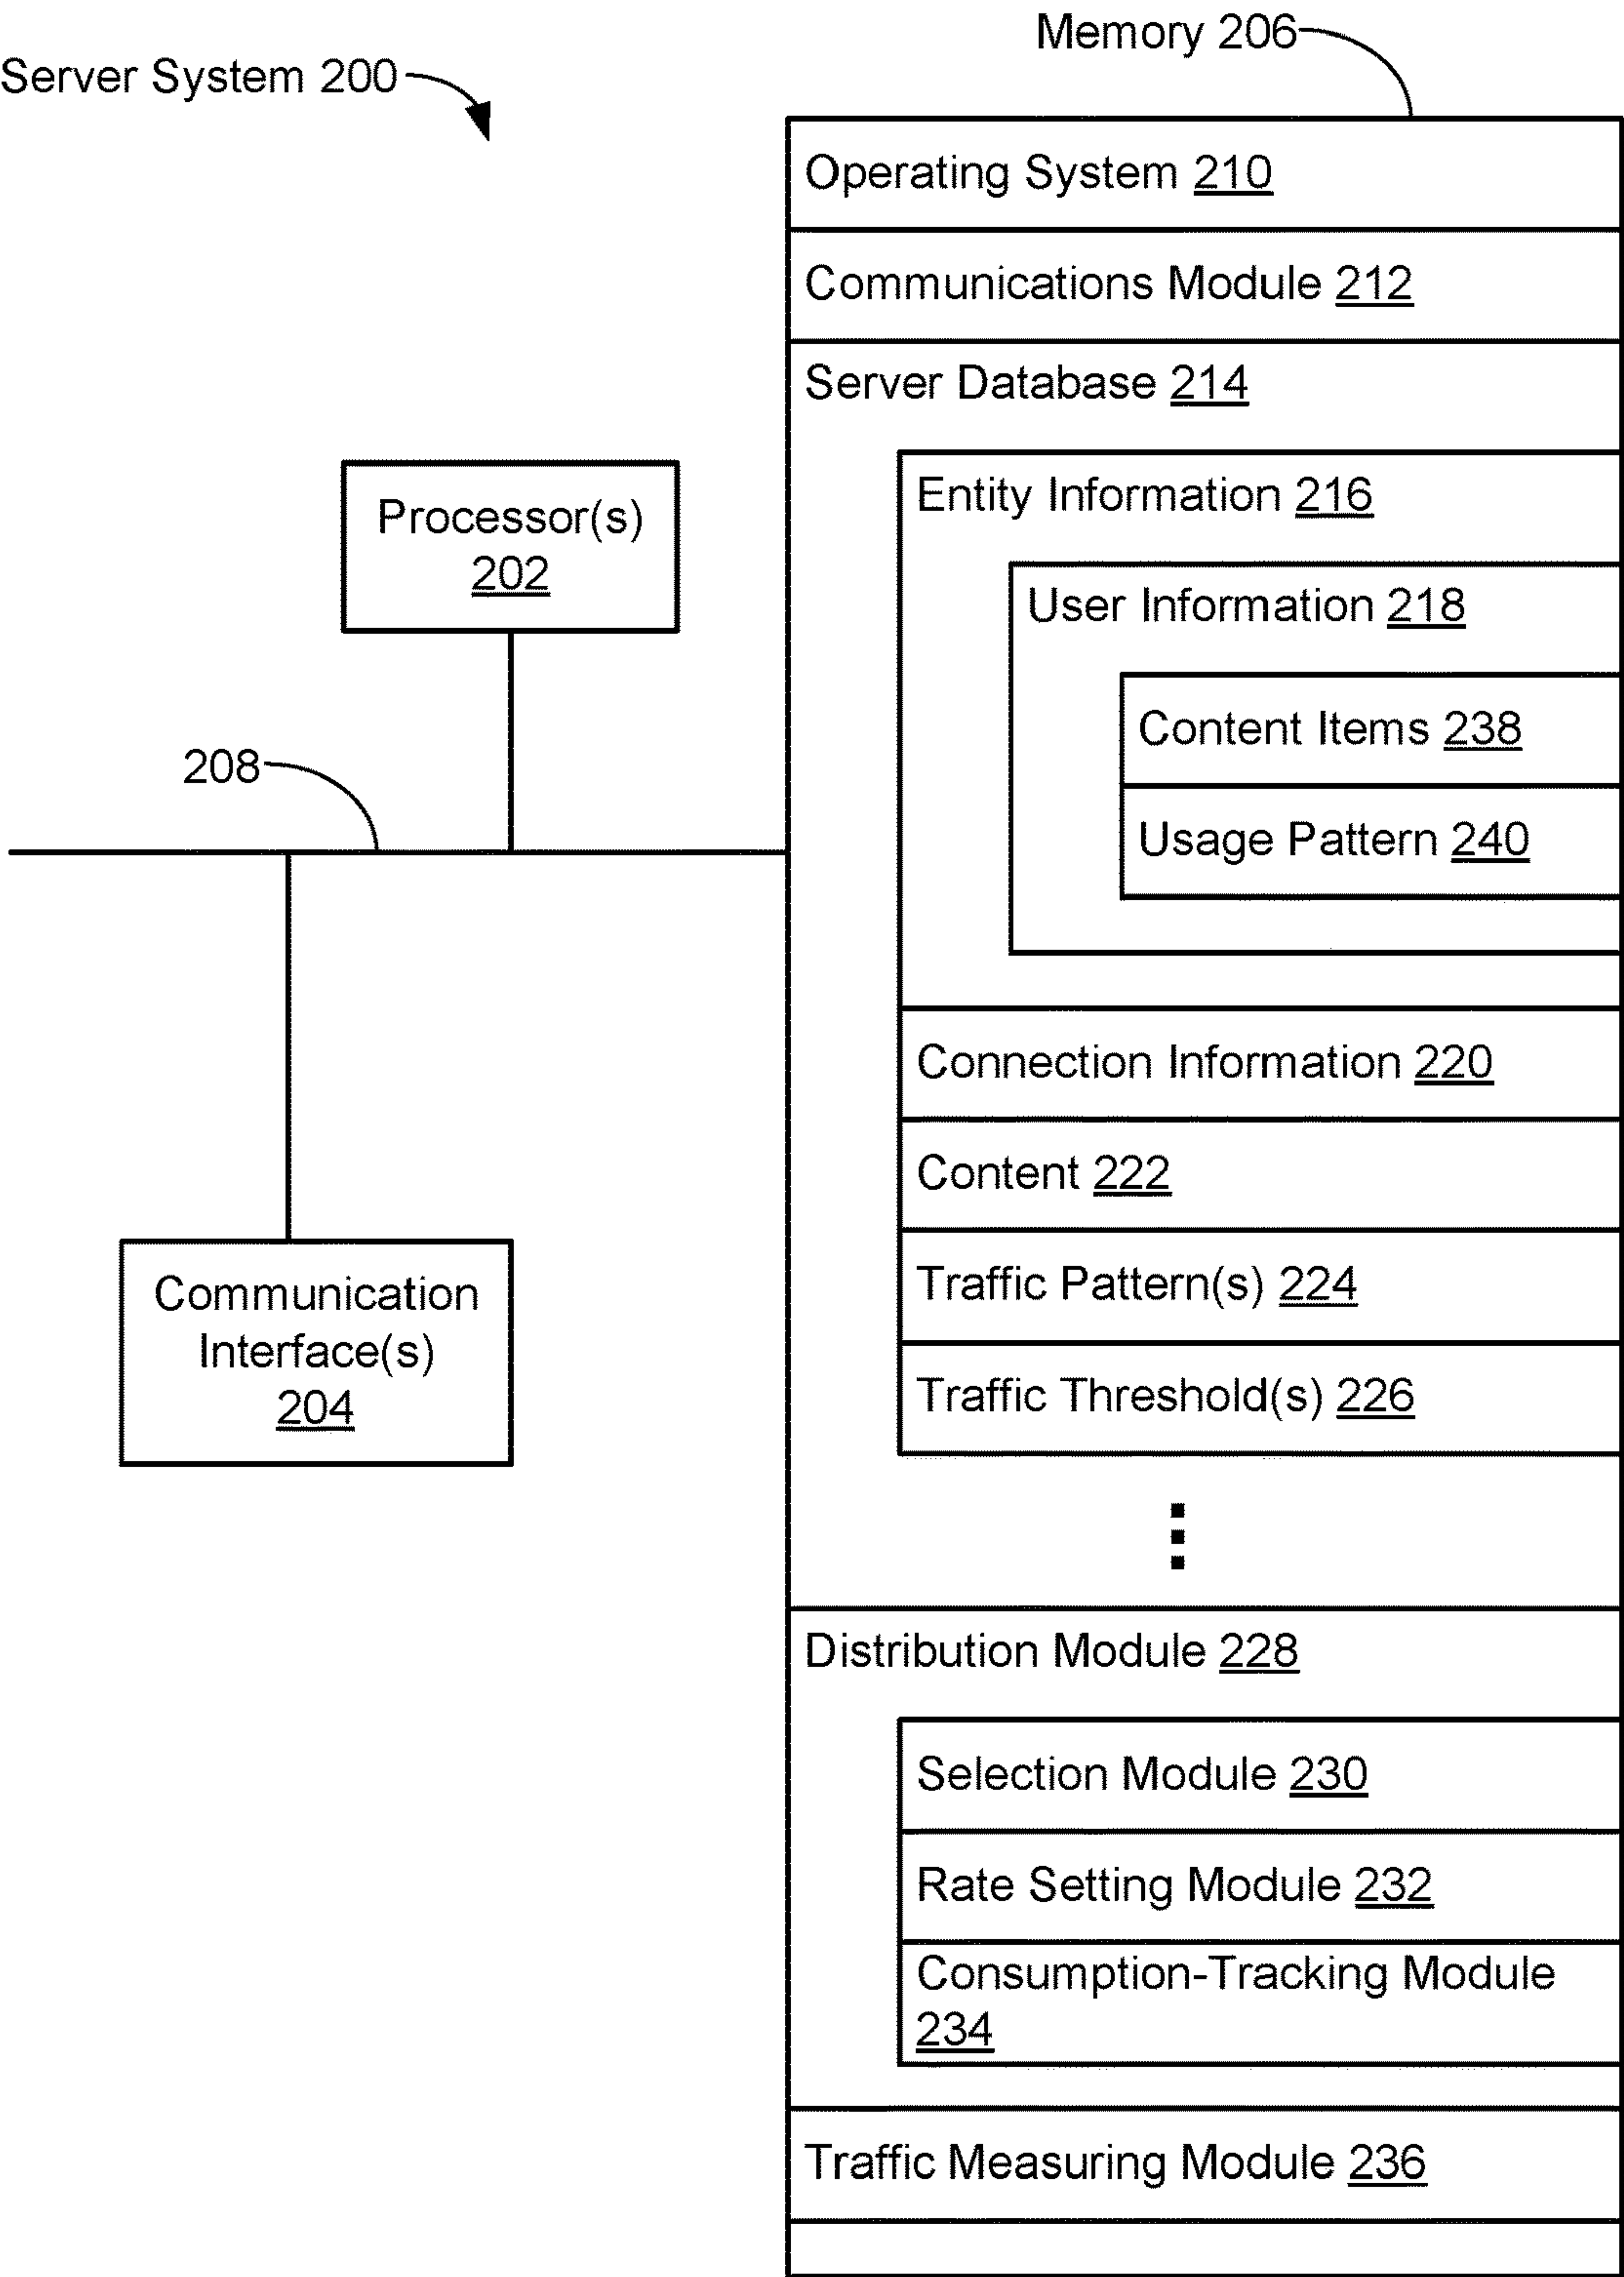 Memory 206
Server System 200
Operating System 210
Communications Module 212
Server Database 214
Entity Information 216
Processor(s)
202
User Information 218
Content Items 238
208
Usage Pattern 240
Connection Information 220
Content 222
Traffic Pattern(s) 224
Communication
Interface(s)
204
Traffic Threshold(s) 226
Distribution Module 228
Selection Module 230
Rate Setting Module 232
Consumption-Tracking Module
234
Traffic Measuring Module 236